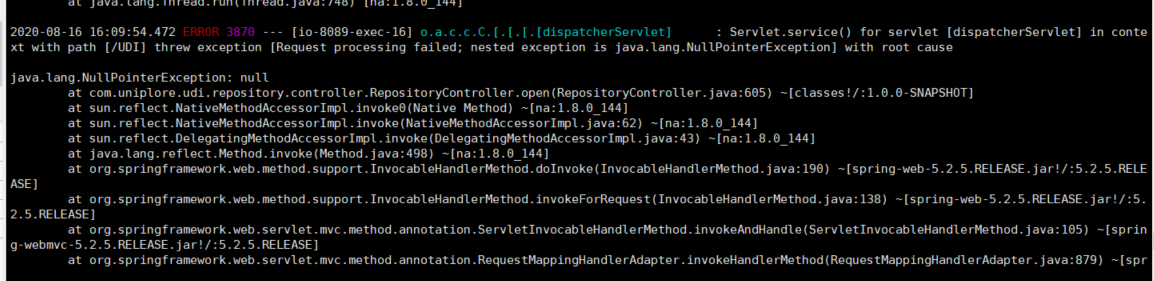 at java.lang.Thread.run(Thread.java:748) [na:1.8.0_144]
2020-08-16 16:09:54.472 ERROR 3870 --- [io-8089-exec-16] o.a.c.c.C.[.[.[.[dispatcherServlet]      : Servlet.service() for servlet [dispatcherServlet] in conte
xt with path [/UDI] threw exception [Request processing failed; nested exception is java.lang.NullPointerException] with root cause
java.lang.NullPointerException: null
at com.uniplore.udi.repository.controller.RepositoryController.open(RepositoryController.java:605) ~[classes!/:1.0.0-SNAPSHOT]
at sun.reflect.NativeMethodAccessorImpl.invoke0(Native Method) ~[na:1.8.0_144]
at sun.reflect.NativeMethodAccessorImpl.invoke(NativeMethodAccessorImpl.java:62) ~[na:1.8.0_144]
at sun.reflect.DelegatingMethodAccessorImpl.invoke(DelegatingMethodAccessorImpl.java:43) ~[na:1.8.0_144]
at java.lang.reflect.Method.invoke(Method.java:498) ~[na:1.8.0_144]
at org.springframework.web.method.support.InvocableHandlerMethod.doInvoke(InvocableHandlerMethod.java:190) ~[spring-web-5.2.5.RELEASE.jar!/:5.2.5.RELE
ASE]
at org.springframework.web.method.support.InvocableHandlerMethod.invokeForRequest(InvocableHandlerMethod.java:138) ~[spring-web-5.2.5.RELEASE.jar!/:5.
2.5.RELEASE]
at org.springframework.web.servlet.mvc.method.annotation.ServletInvocableHandlerMethod.invokeAndHandle(ServletInvocableHandlerMethod.java:105) ~[sprin
g-webmvc-5.2.5.RELEASE.jar!/:5.2.5.RELEASE]
at org.springframework.web.servlet.mvc.method.annotation.RequestMappingHandlerAdapter.invokeHandlerMethod(RequestMappingHandlerAdapter.java:879) ~[spr